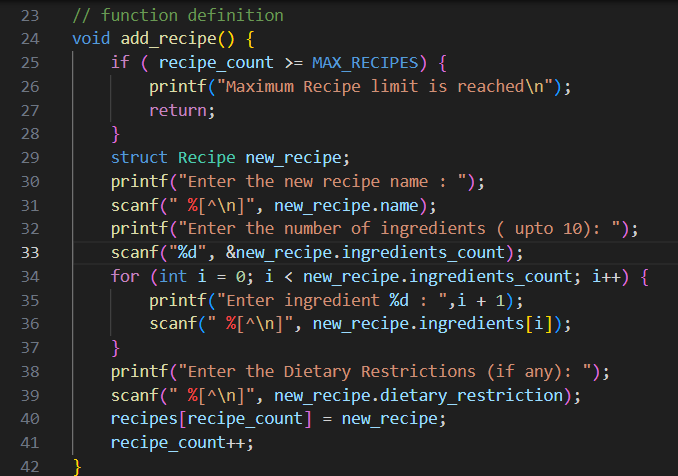 23 // function definition
24 void add_recipe() {
25     if ( recipe_count >= MAX_RECIPES) {
26         printf("Maximum Recipe limit is reached\n");
27         return;
28     }
29     struct Recipe new_recipe;
30     printf("Enter the new recipe name : ");
31     scanf(" %[^\n]", new_recipe.name);
32     printf("Enter the number of ingredients ( upto 10): ");
33     scanf("%d", &new_recipe.ingredients_count);
34     for (int i = 0; i < new_recipe.ingredients_count; i++) {
35         printf("Enter ingredient %d : ",i + 1);
36         scanf(" %[^\n]", new_recipe.ingredients[i]);
37     }
38     printf("Enter the Dietary Restrictions (if any): ");
39     scanf(" %[^\n]", new_recipe.dietary_restriction);
40     recipes[recipe_count] = new_recipe;
41     recipe_count++;
42 }